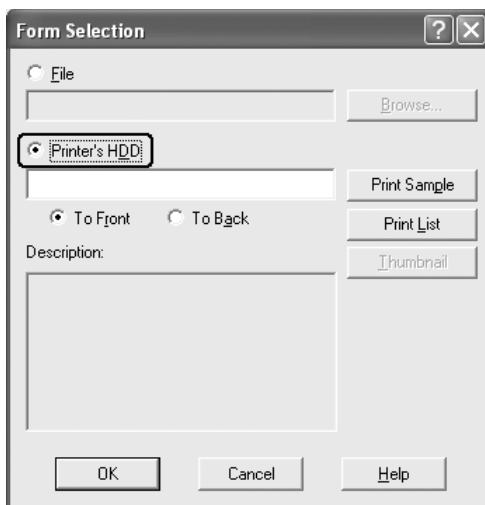 Form Selection
File
Browse...
Printer's HDD
Print Sample
To Front To Back
Print List
Description:
Thumbnail
OK Cancel Help